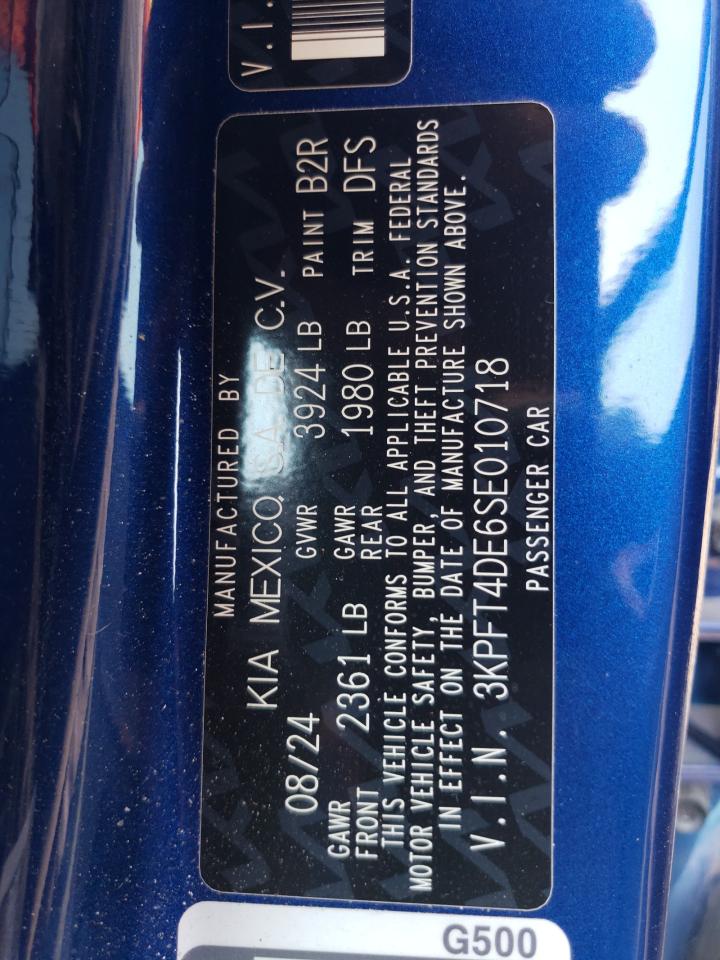 V.I.
MANUFACTURED BY
KIA MEXICO, S.A. DE C.V.
08/24 GVWR 3924 LB PAINT B2R
GAWR FRONT 2361 LB GAWR REAR 1980 LB TRIM DFS
THIS VEHICLE CONFORMS TO ALL APPLICABLE U.S.A. FEDERAL
MOTOR VEHICLE SAFETY, BUMPER, AND THEFT PREVENTION STANDARDS
IN EFFECT ON THE DATE OF MANUFACTURE SHOWN ABOVE.
V.I.N. 3KPFT4DE6SE010718
PASSENGER CAR
G500